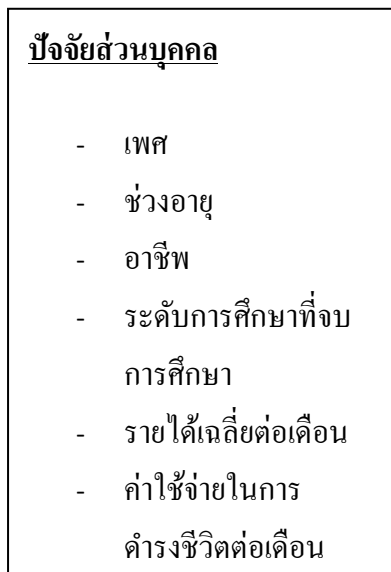 ปัจจัยส่วนบุคคล
- เพศ
- ช่วงอายุ
- อาชีพ
- ระดับการศึกษาที่จบ
การศึกษา
- รายได้เฉลี่ยต่อเดือน
- ค่าใช้จ่ายในการ
ดำรงชีวิตต่อเดือน